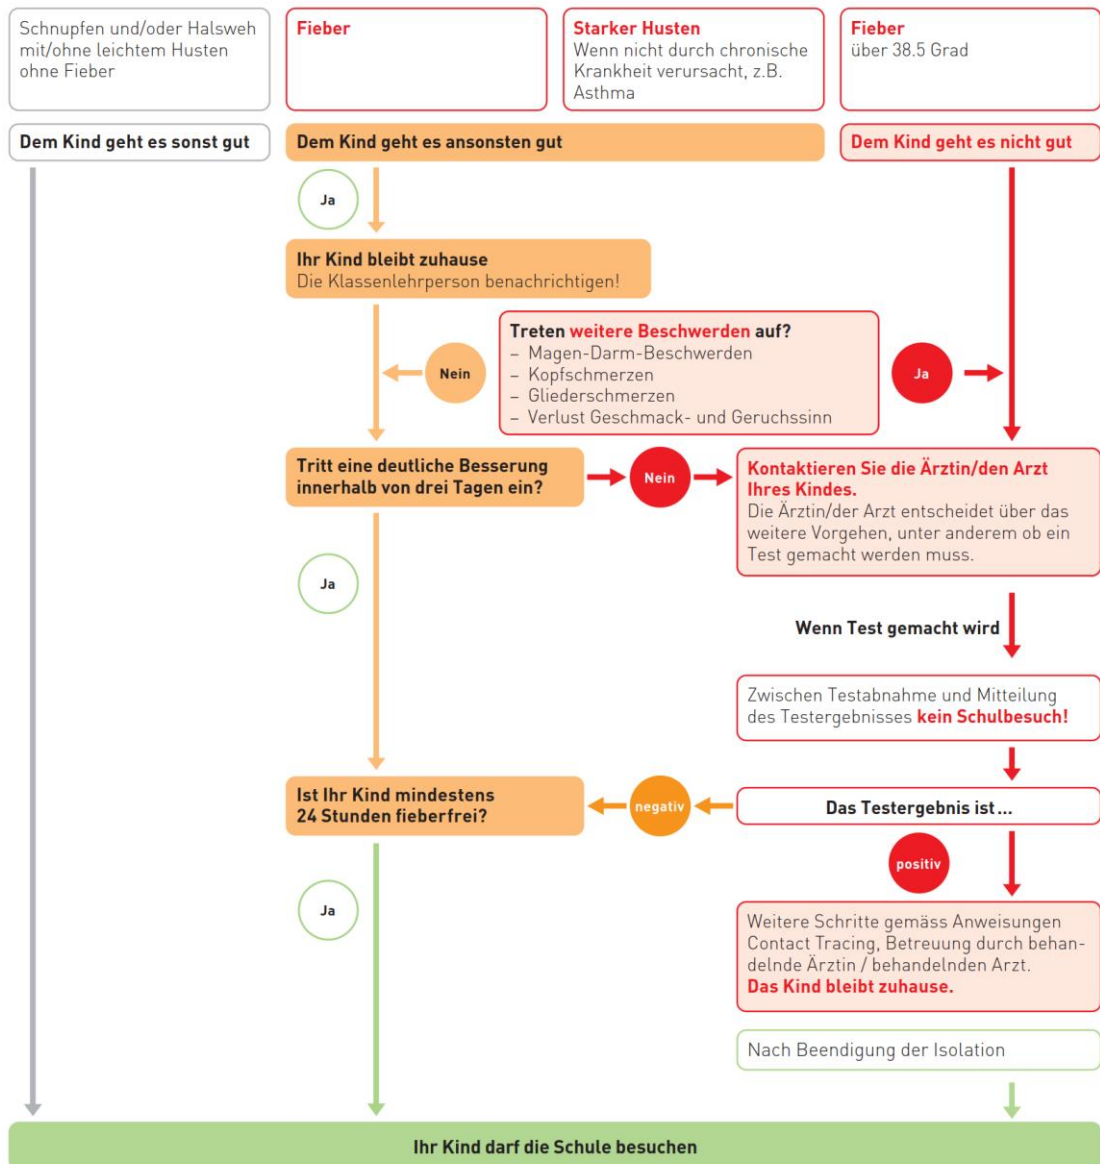 Schnupfen und/oder Halsweh
mit/ohne leichtem Husten
ohne Fieber
Fieber
Starker Husten
Wenn nicht durch chronische
Krankheit verursacht, z.B.
Asthma
Fieber
über 38.5 Grad
Dem Kind geht es sonst gut
Dem Kind geht es ansonsten gut
Dem Kind geht es nicht gut
Ja
Ihr Kind bleibt zuhause
Die Klassenlehrperson benachrichtigen!
Treten weitere Beschwerden auf?
– Magen-Darm-Beschwerden
– Kopfschmerzen
– Gliederschmerzen
– Verlust Geschmack- und Geruchssinn
Nein
Ja
Tritt eine deutliche Besserung
innerhalb von drei Tagen ein?
Nein
Kontaktieren Sie die Ärztin/den Arzt
Ihres Kindes.
Die Ärztin/der Arzt entscheidet über das
weitere Vorgehen, unter anderem ob ein
Test gemacht werden muss.
Ja
Wenn Test gemacht wird
Zwischen Testabnahme und Mitteilung
des Testergebnisses kein Schulbesuch!
Ist Ihr Kind mindestens
24 Stunden fieberfrei?
negativ
Das Testergebnis ist ...
positiv
Ja
Weitere Schritte gemäss Anweisungen
Contact Tracing, Betreuung durch behan-
delnde Ärztin / behandelnden Arzt.
Das Kind bleibt zuhause.
Nach Beendigung der Isolation
Ihr Kind darf die Schule besuchen